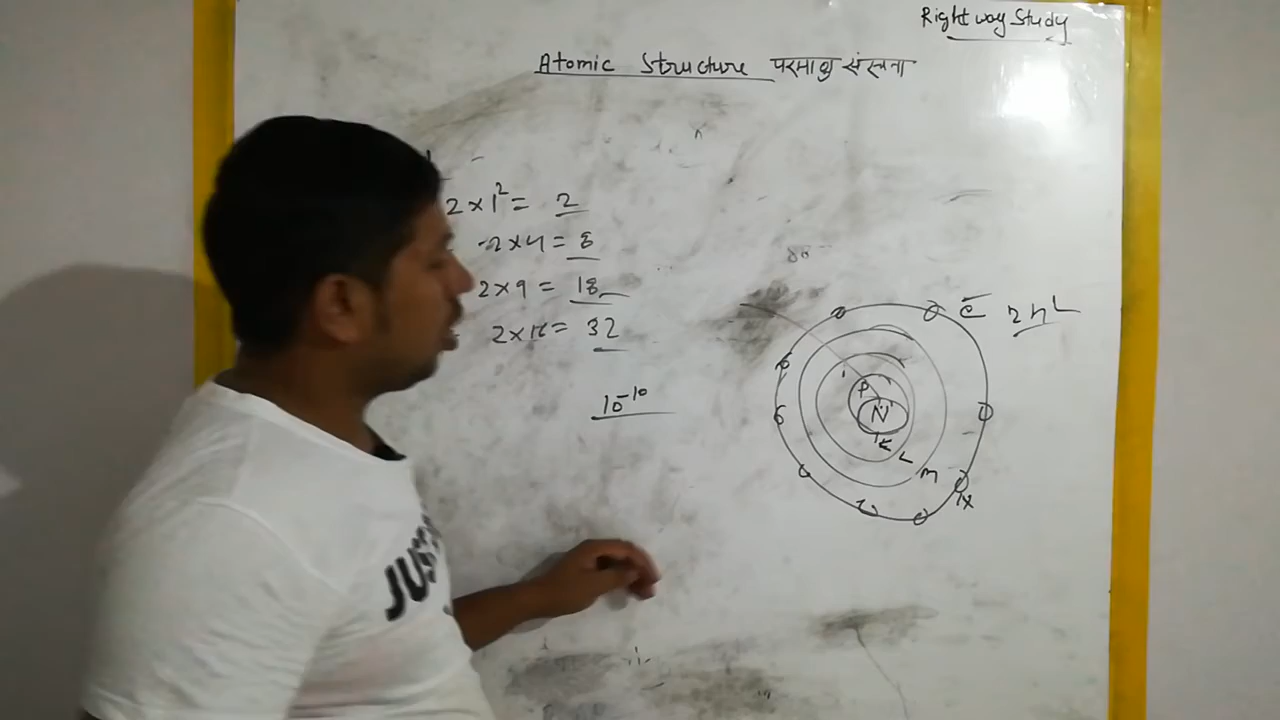 Right way Study
Atomic Structure परमाणु संरचना
2×1²= 2
2×4= 8
2×9= 18
2×16= 32
10⁻¹⁰
e⁻ 2n²
P
N
K
L
M
JUST